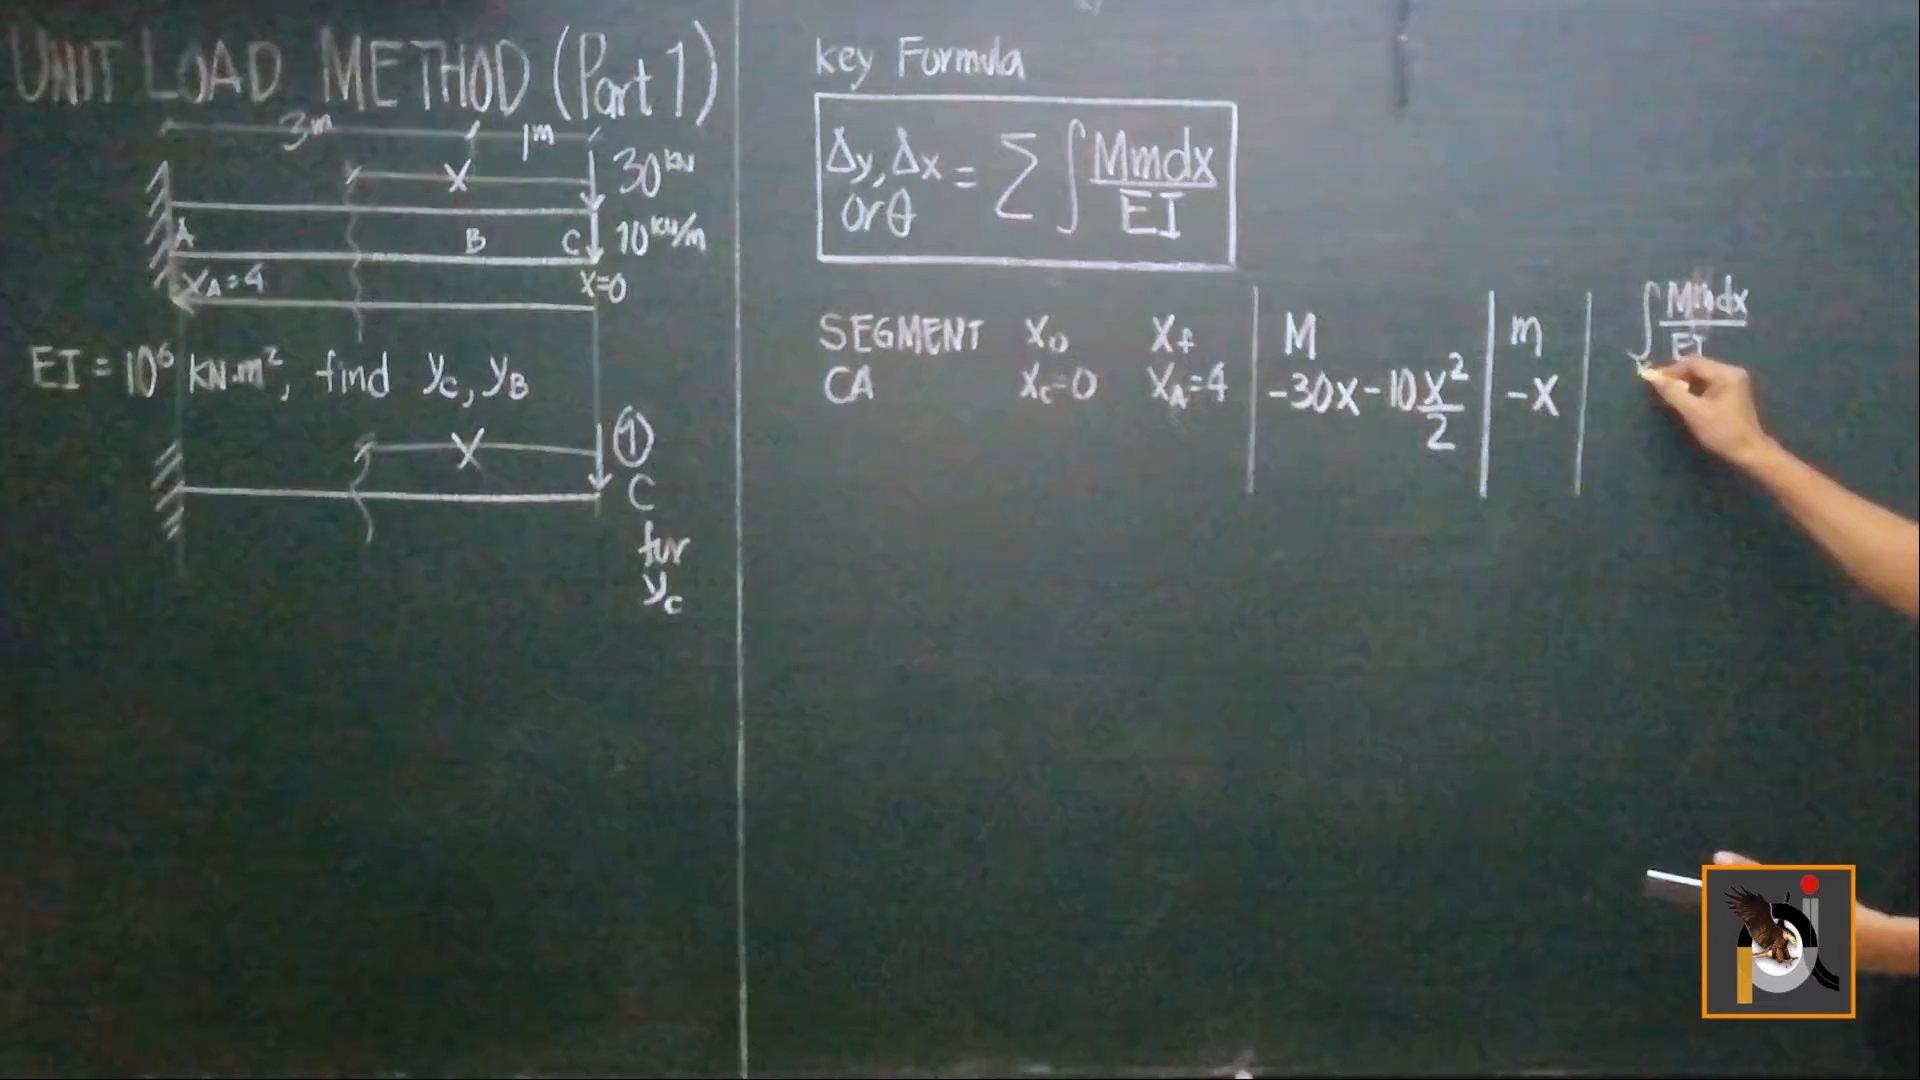 UNIT LOAD METHOD (Part 1)
3m
1m
X
30kN
A
B
C
10kN/m
XA=4
X=0
EI = 10⁶ kN.m², find yc, yB
X
①
C
for
yc
Key Formula
Δy, Δx = Σ ∫ Mmdx / EI
or θ
SEGMENT Xo Xf M m ∫ Mmdx / EI
CA Xc=0 XA=4 -30X-10X²/2 -X